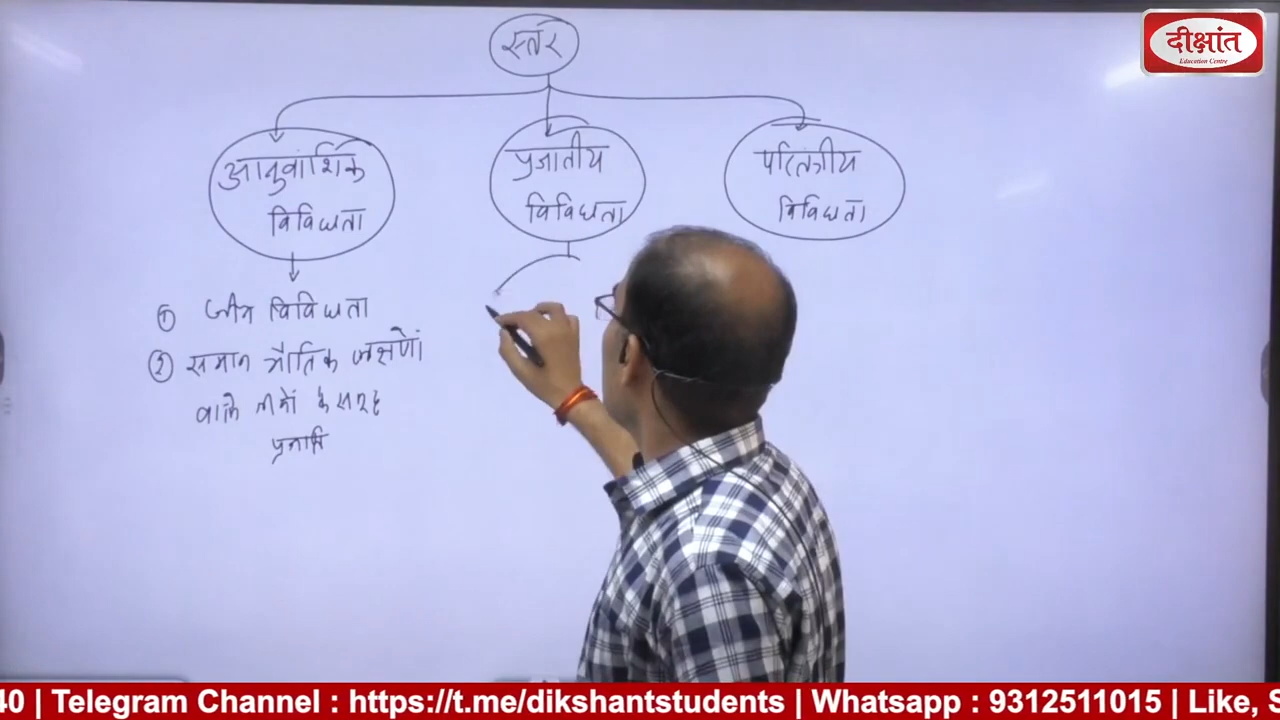 दीक्षांत
Education Centre
स्तर
आनुवांशिक
विविधता
प्रजातीय
विविधता
परितंत्रीय
विविधता
① जीन विविधता
② समान भौतिक लक्षणों
वाले जीवों के समूह
प्रजाति
40 | Telegram Channel : https://t.me/dikshantstudents | Whatsapp : 9312511015 | Like, S